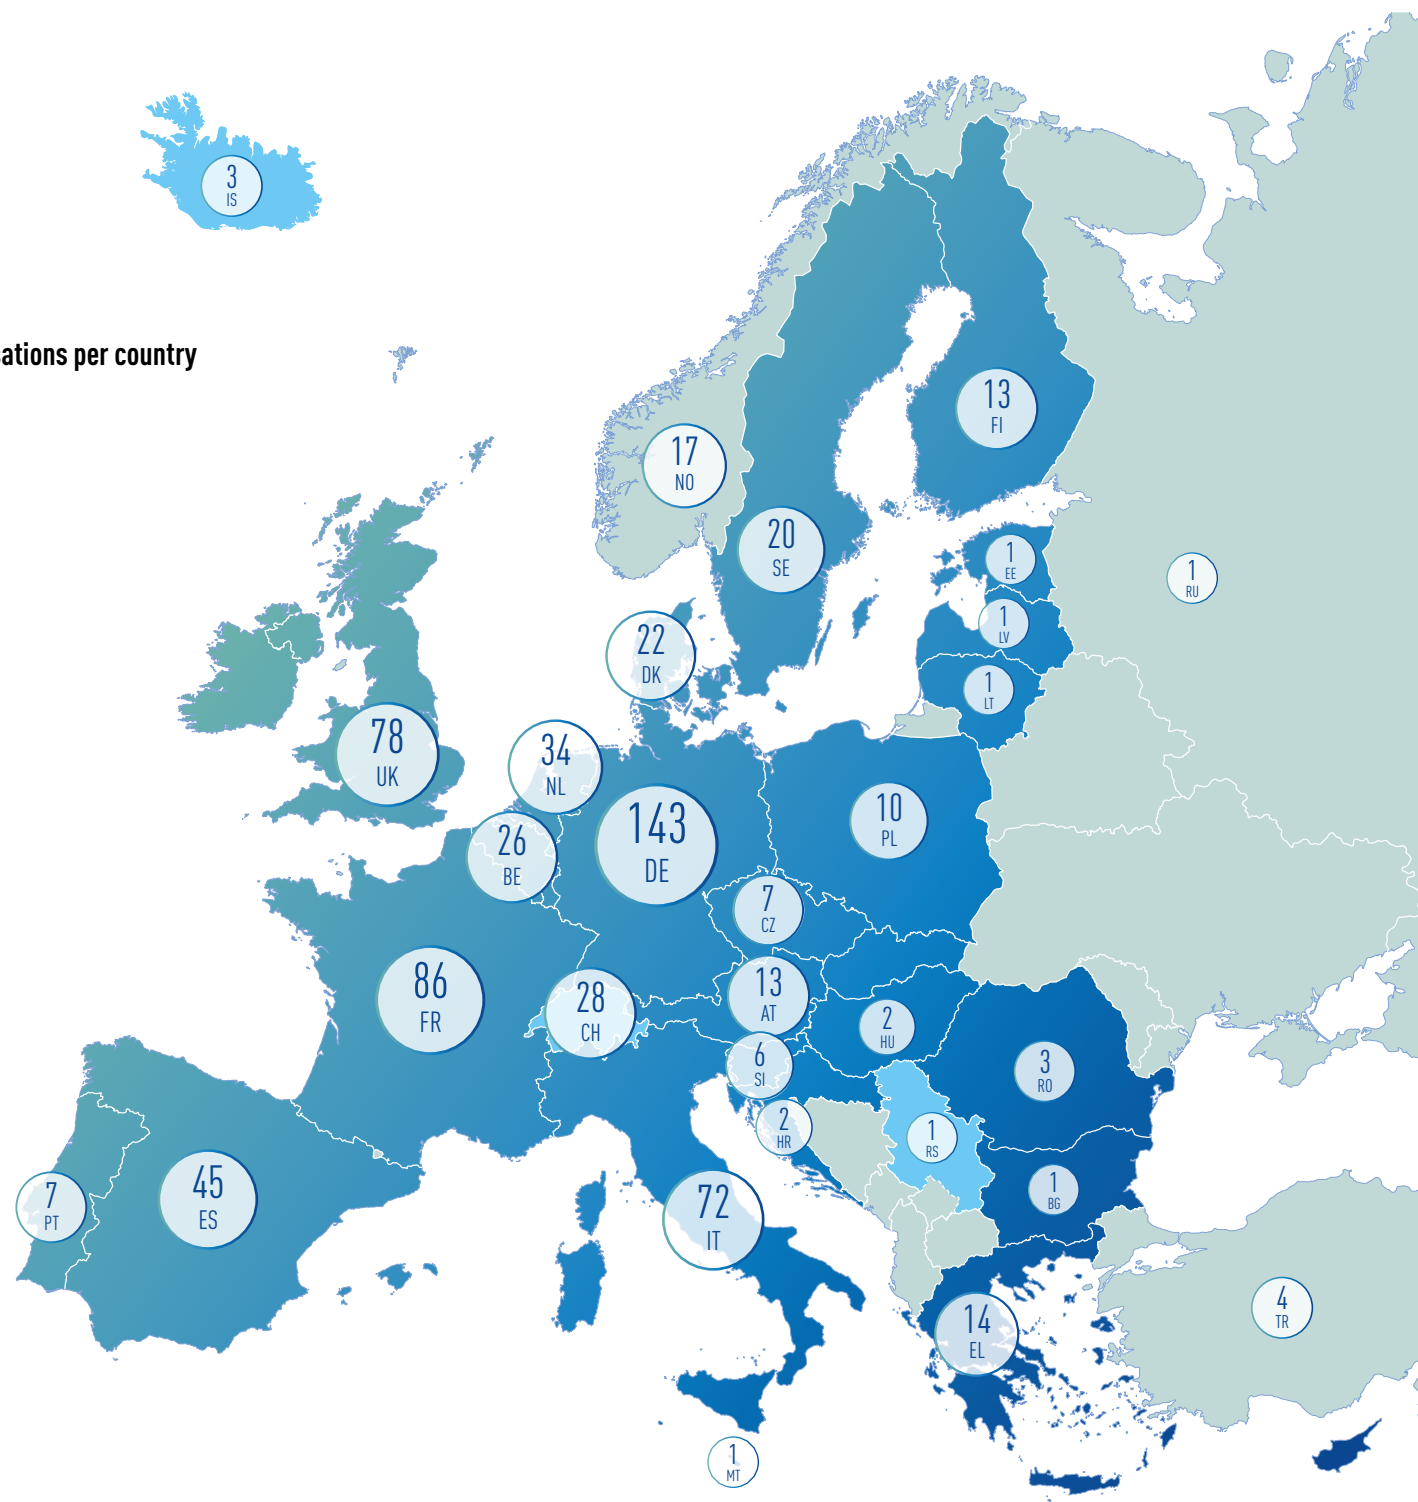 3
IS
per country
13
FI
17
NO
20
SE
1
EE
1
RU
1
LV
22
DK
1
LT
78
UK
34
NL
143
DE
10
PL
26
BE
7
CZ
86
FR
28
CH
13
AT
2
HU
6
SI
3
RO
2
HR
1
RS
45
ES
7
PT
72
IT
1
BG
4
TR
14
EL
1
MT